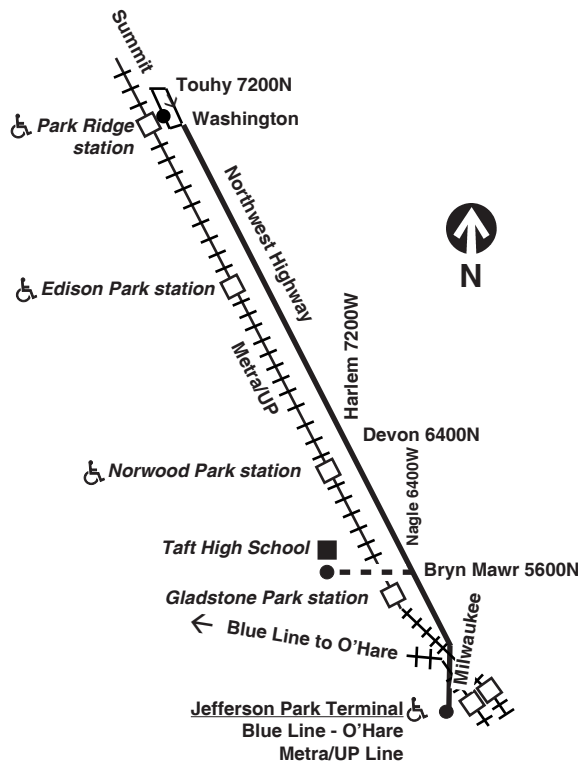 Summit
Touhy 7200N
Washington
Park Ridge
station
Northwest Highway
N
Edison Park station
Metra/UP
Harlem 7200W
Devon 6400N
Norwood Park station
Nagle 6400W
Taft High School
Bryn Mawr 5600N
Gladstone Park station
Milwaukee
Blue Line to O'Hare
Jefferson Park Terminal
Blue Line - O'Hare
Metra/UP Line